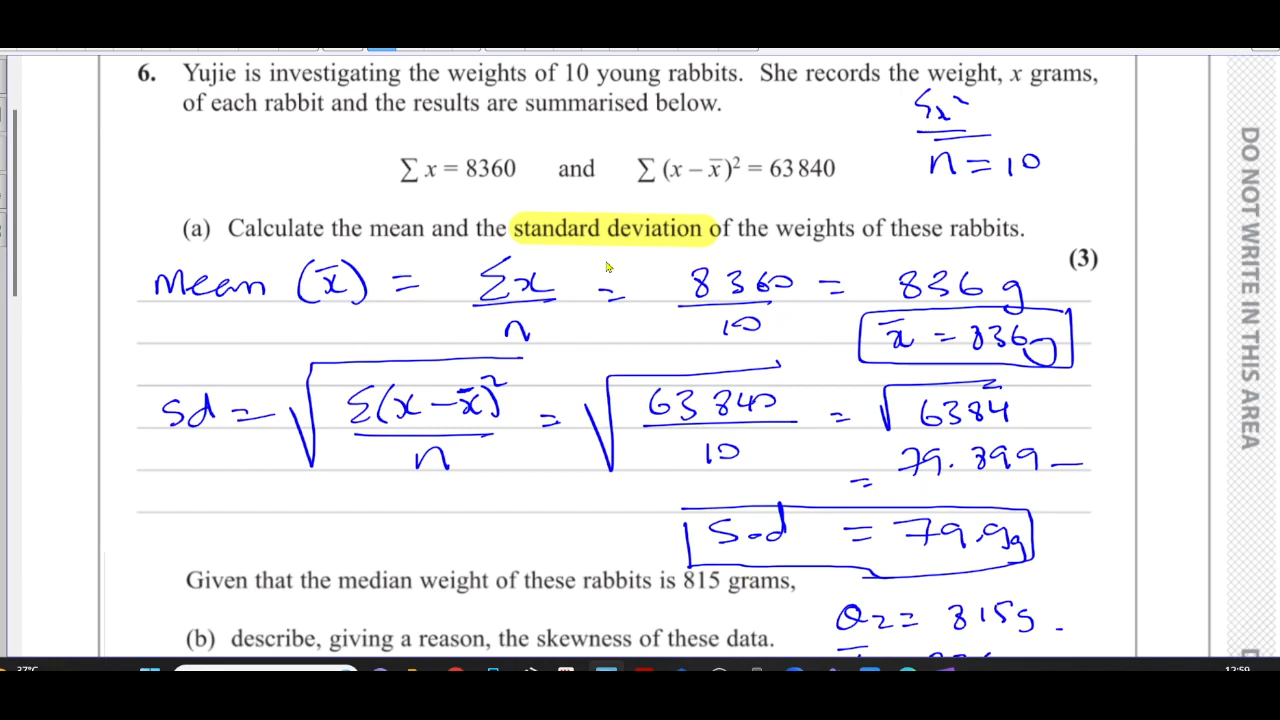 6. Yujie is investigating the weights of 10 young rabbits. She records the weight, x grams,
of each rabbit and the results are summarised below.
Σx²
n = 10
∑ x = 8360 and ∑ (x – x̄)² = 63 840
(a) Calculate the mean and the standard deviation of the weights of these rabbits.
(3)
Mean (x̄) = Σx / n = 8360 / 10 = 836 g
x̄ = 836g
Sd = √(Σ(x – x̄)² / n) = √(63840 / 10) = √6384
= 79.899 –
S.d = 79.9g
Given that the median weight of these rabbits is 815 grams,
Q2 = 815g.
(b) describe, giving a reason, the skewness of these data.
DO NOT WRITE IN THIS AREA
37°C
12:59